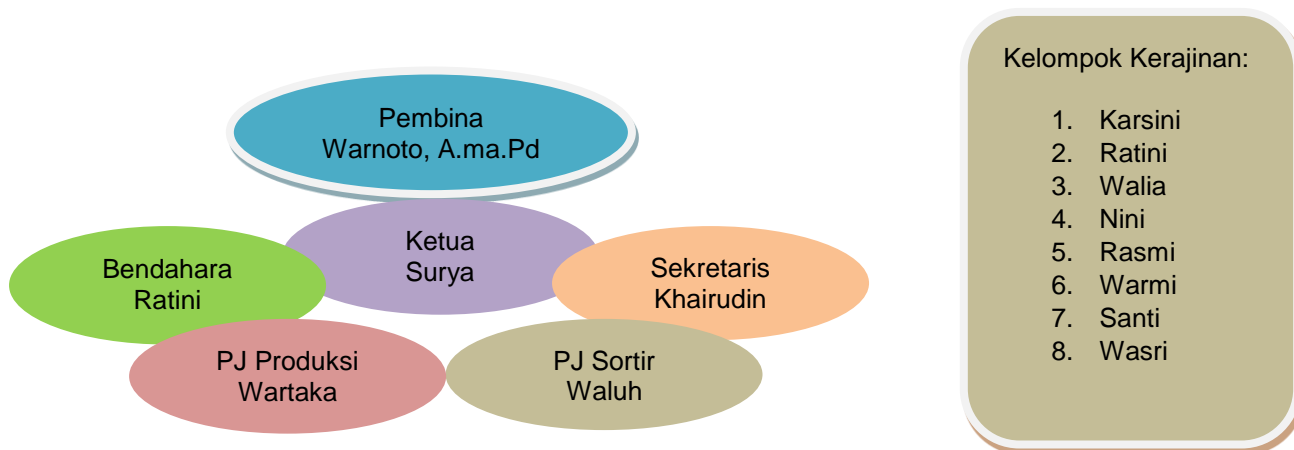 Pembina
Warnoto, A.ma.Pd
Ketua
Surya
Bendahara
Ratini
Sekretaris
Khairudin
PJ Produksi
Wartaka
PJ Sortir
Waluh
Kelompok Kerajinan:
1. Karsini
2. Ratini
3. Walia
4. Nini
5. Rasmi
6. Warmi
7. Santi
8. Wasri